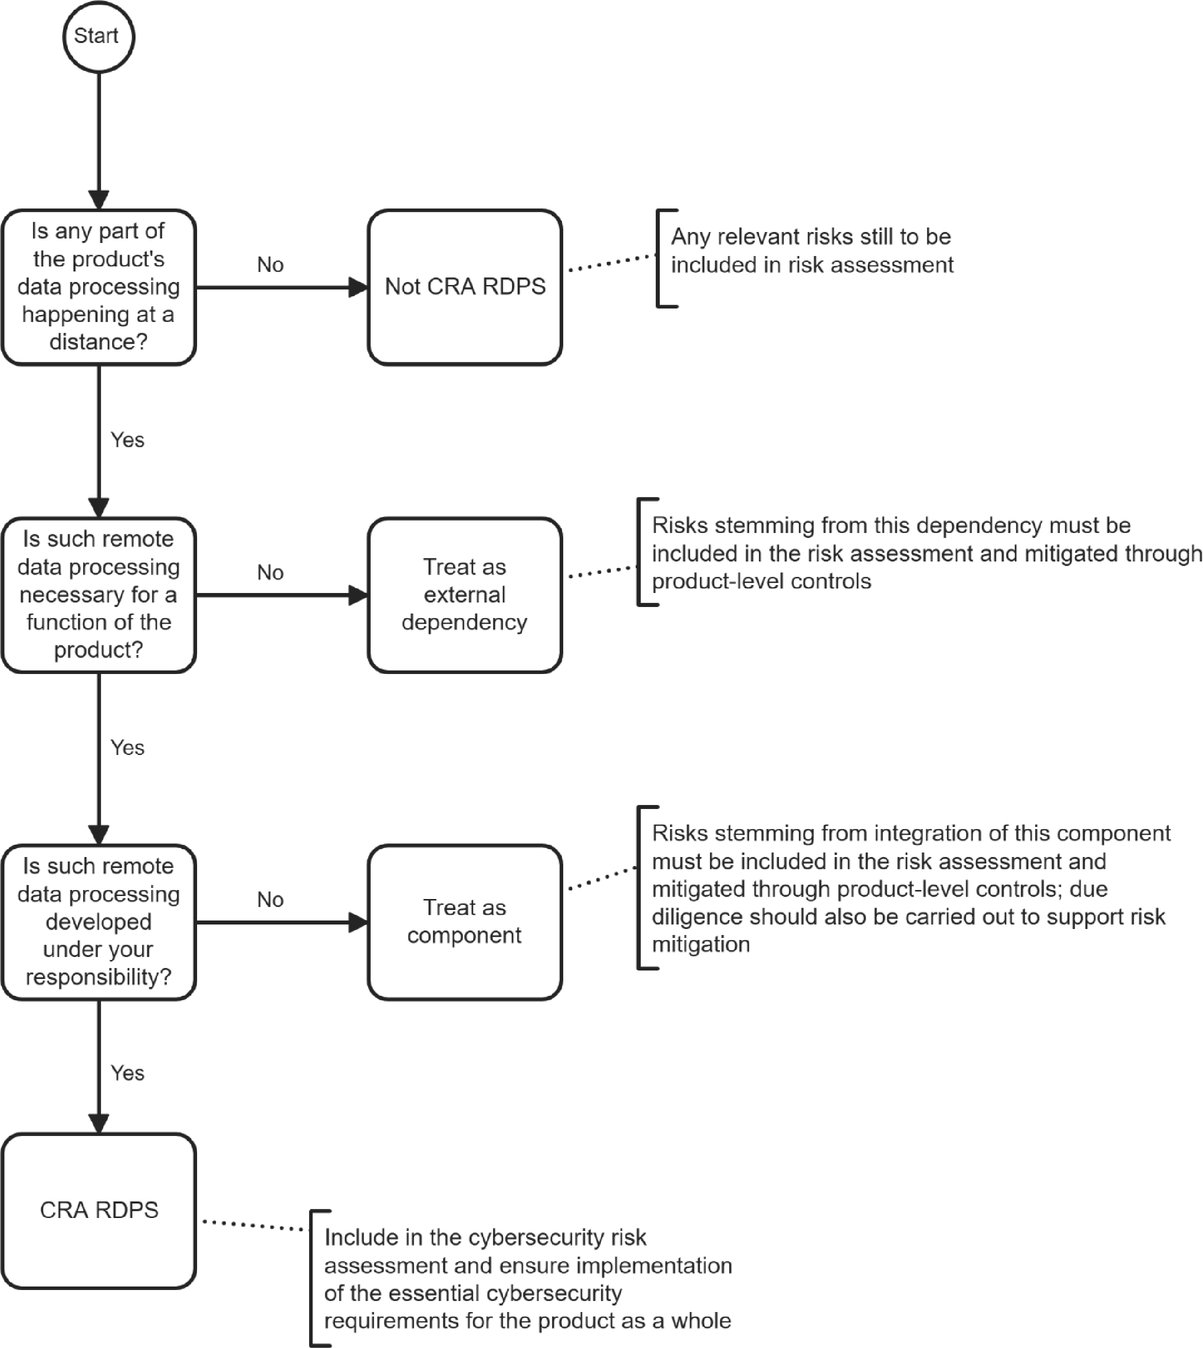 Start
Is any part of
the product's
data processing
happening at a
distance?
No
Not CRA RDPS
Any relevant risks still to be
included in risk assessment
Yes
Is such remote
data processing
necessary for a
function of the
product?
No
Treat as
external
dependency
Risks stemming from this dependency must be
included in the risk assessment and mitigated through
product-level controls
Yes
Is such remote
data processing
developed
under your
responsibility?
No
Treat as
component
Risks stemming from integration of this component
must be included in the risk assessment and
mitigated through product-level controls; due
diligence should also be carried out to support risk
mitigation
Yes
CRA RDPS
Include in the cybersecurity risk
assessment and ensure implementation
of the essential cybersecurity
requirements for the product as a whole